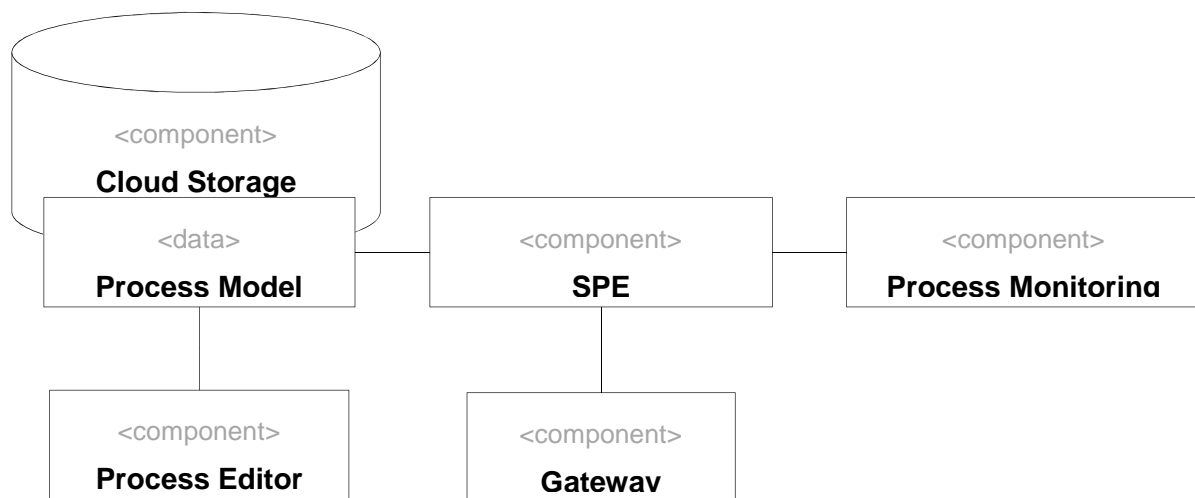 <component>
Cloud Storage
<data>
Process Model
<component>
SPE
<component>
Process Monitoring
<component>
Process Editor
<component>
Gateway